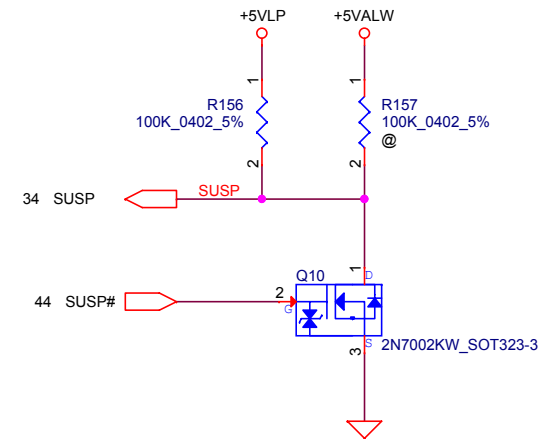 +5VLP +5VALW
1 1
R156 R157
100K_0402_5% 100K_0402_5%
@
2 2
34 SUSP SUSP
1 D
Q10
44 SUSP# 2 G
3 S 2N7002KW_SOT323-3